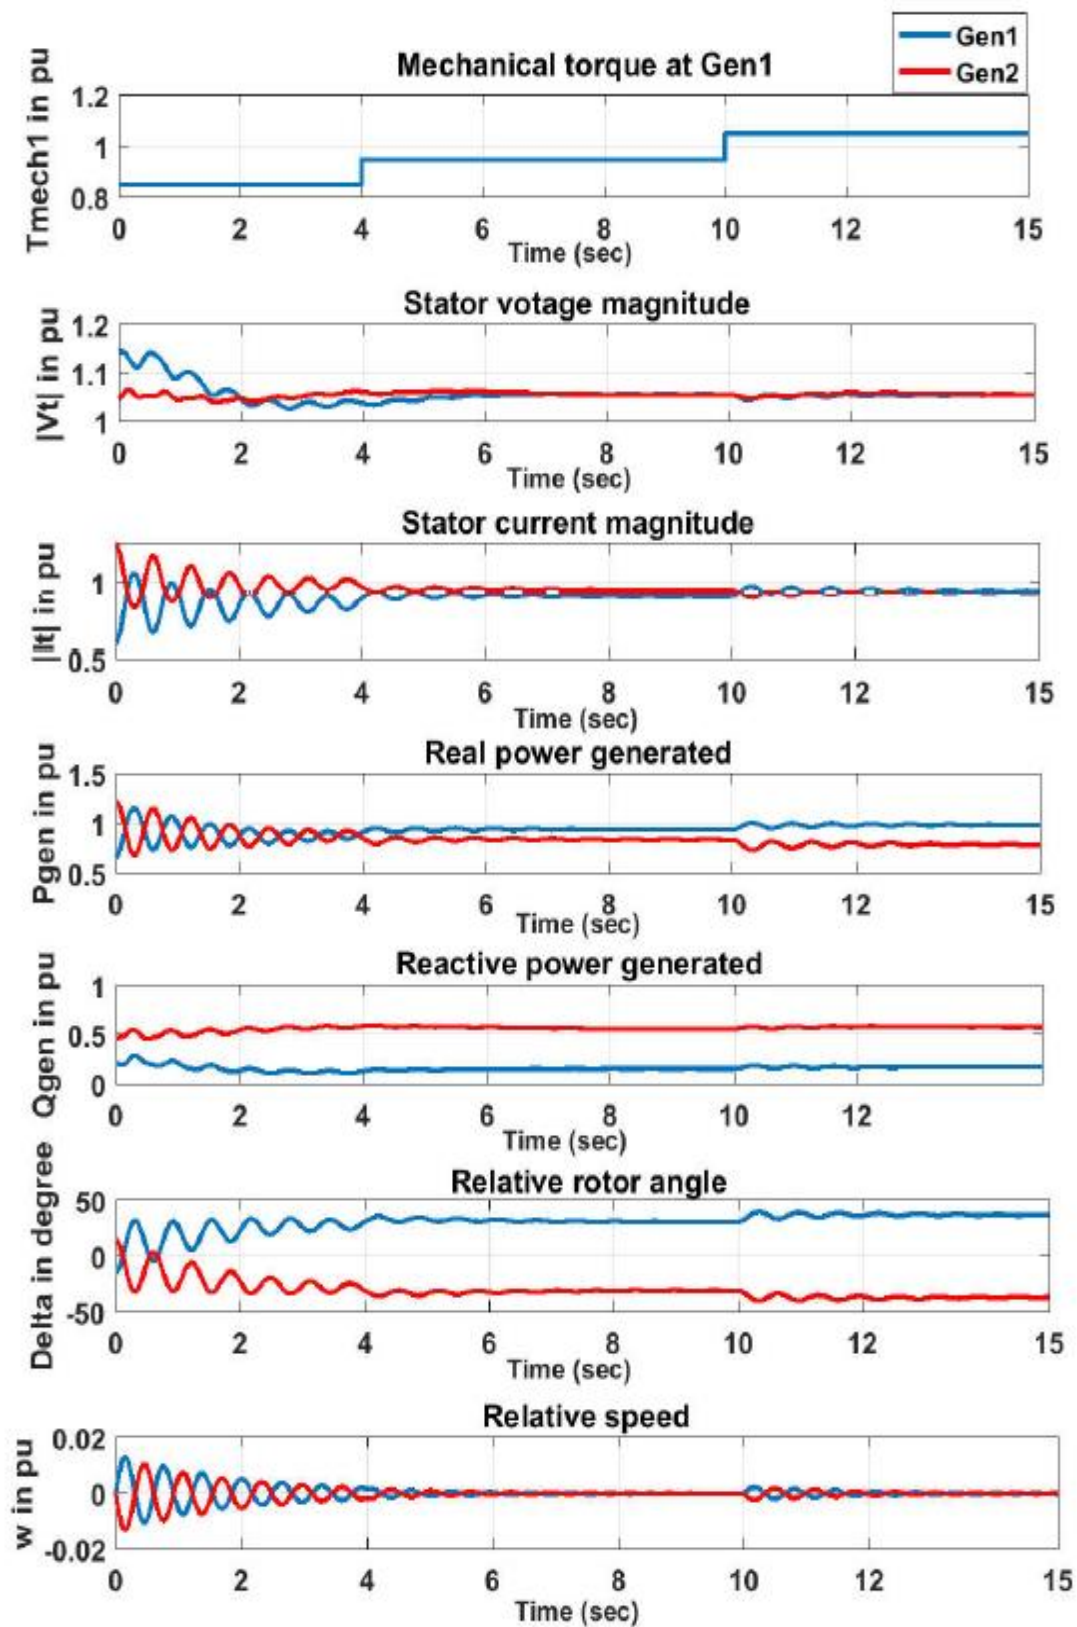 Gen1
Gen2
Mechanical torque at Gen1
Tmech1 in pu
1.2
1
0.8
0 2 4 6 8 10 12 15
Time (sec)
Stator votage magnitude
|Vt| in pu
1.2
1.1
1
0 2 4 6 8 10 12 15
Time (sec)
Stator current magnitude
|It| in pu
1
0.5
0 2 4 6 8 10 12 15
Time (sec)
Real power generated
Pgen in pu
1.5
1
0.5
0 2 4 6 8 10 12 15
Time (sec)
Reactive power generated
Qgen in pu
1
0.5
0
0 2 4 6 8 10 12
Time (sec)
Relative rotor angle
Delta in degree
50
0
-50
0 2 4 6 8 10 12 15
Time (sec)
Relative speed
w in pu
0.02
0
-0.02
0 2 4 6 8 10 12 15
Time (sec)